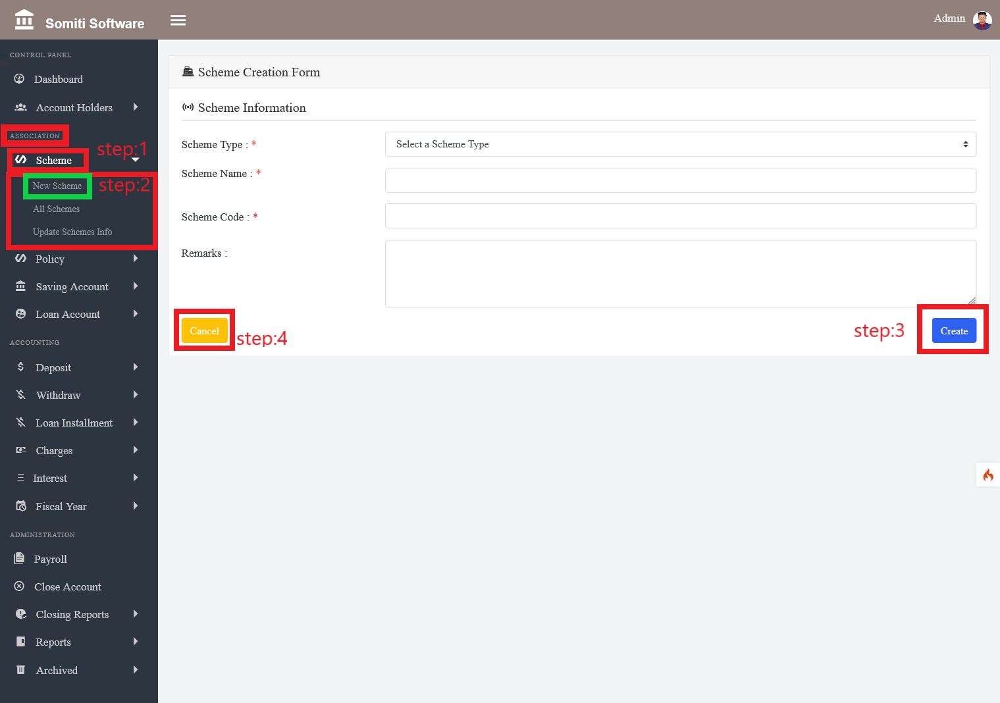 Somiti Software
Admin
CONTROL PANEL
Dashboard
Account Holders
ASSOCIATION
step:1
Scheme
New Scheme
step:2
All Schemes
Update Schemes Info
Policy
Saving Account
Loan Account
ACCOUNTING
Deposit
Withdraw
Loan Installment
Charges
Interest
Fiscal Year
ADMINISTRATION
Payroll
Close Account
Closing Reports
Reports
Archived
Scheme Creation Form
Scheme Information
Scheme Type : *
Select a Scheme Type
Scheme Name : *
Scheme Code : *
Remarks :
Cancel
step:4
step:3
Create